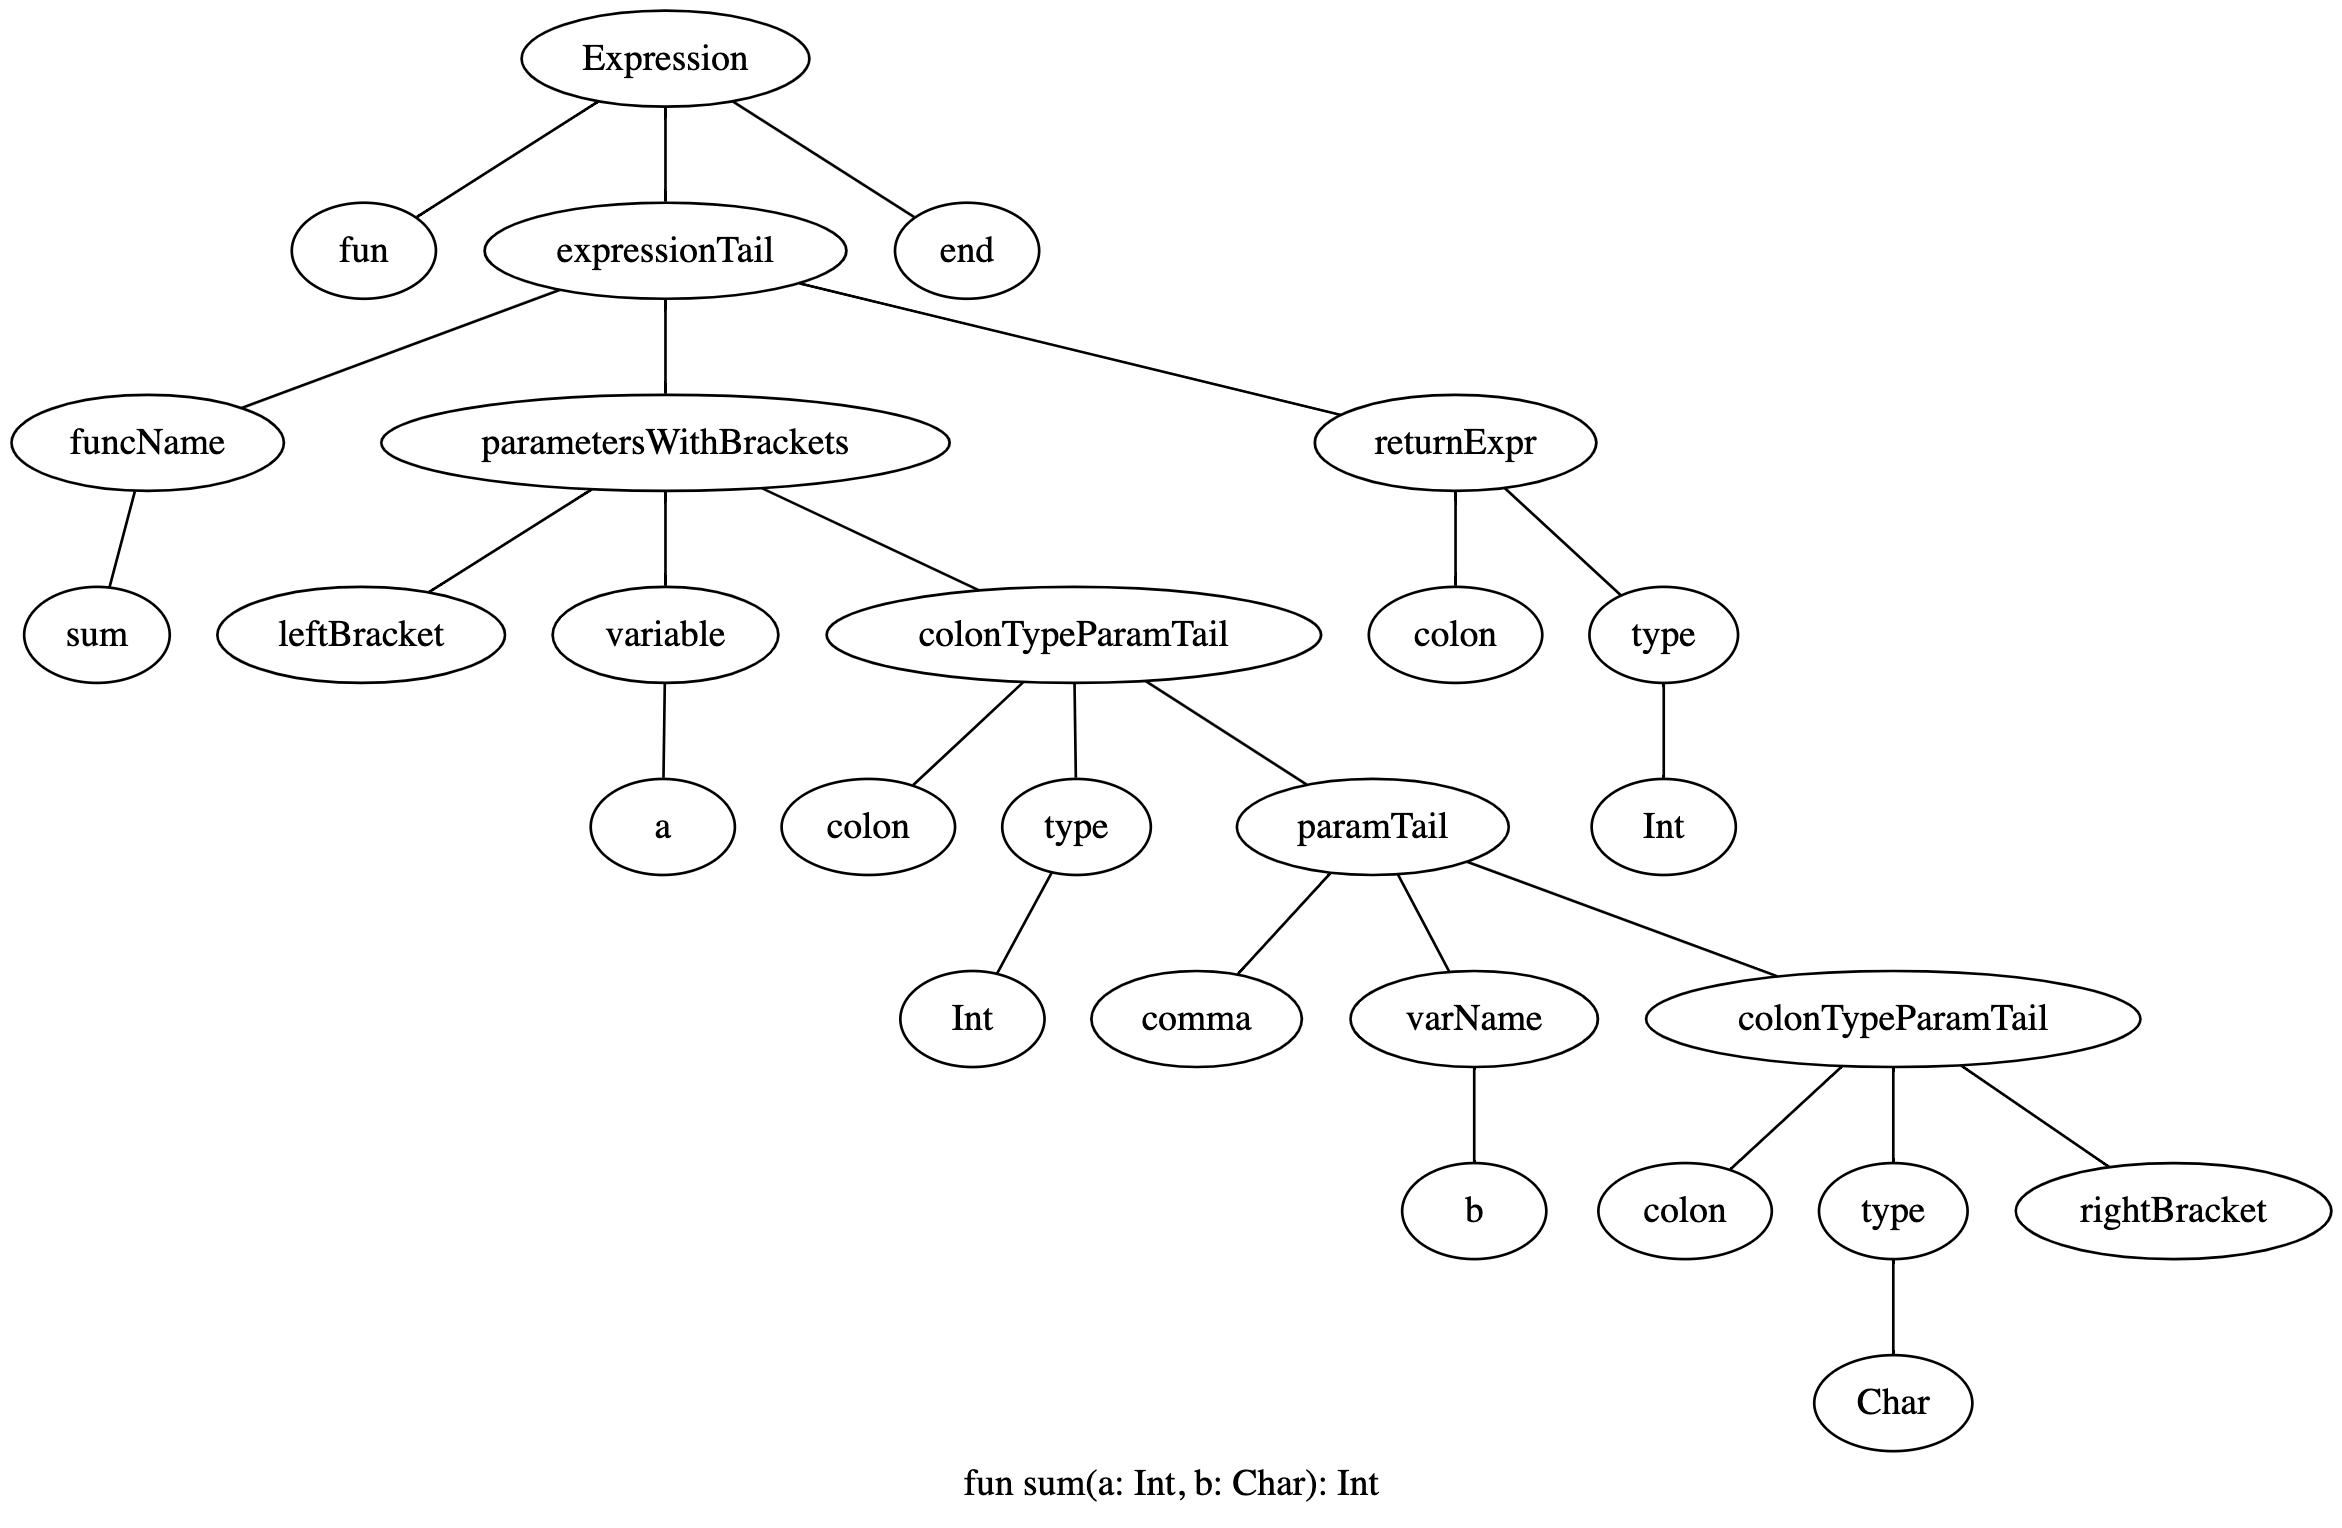 Expression
fun expressionTail end
funcName parametersWithBrackets returnExpr
sum leftBracket variable colonTypeParamTail colon type
a colon type paramTail Int
Int comma varName colonTypeParamTail
b colon type rightBracket
Char
fun sum(a: Int, b: Char): Int